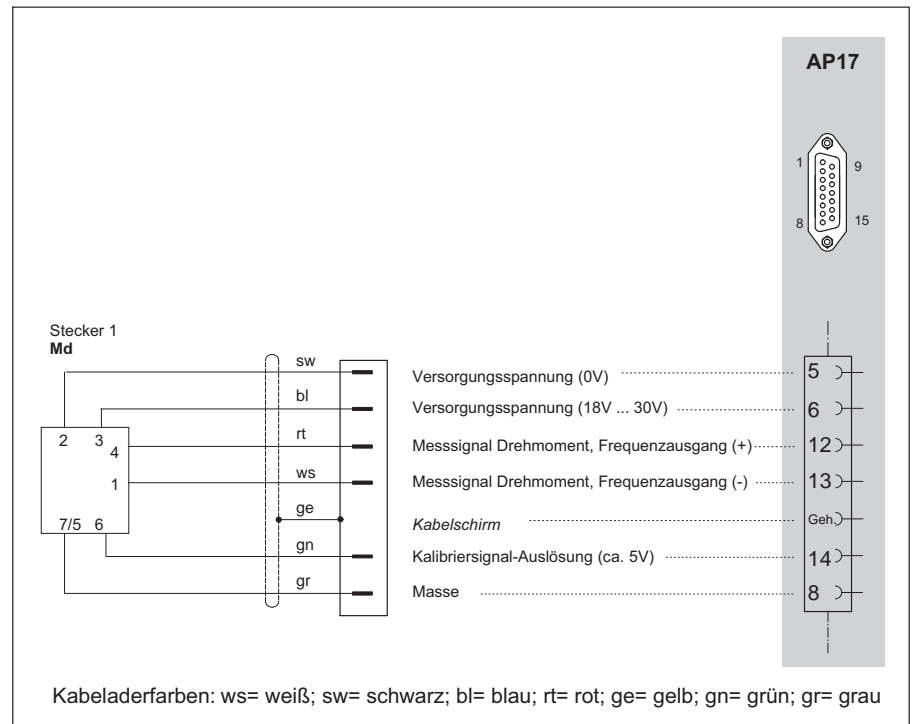 AP17
1
9
8
15
Stecker 1
Md
sw
Versorgungsspannung (0V)
5
bl
Versorgungsspannung (18V ... 30V)
6
2 3
4
rt
Messsignal Drehmoment, Frequenzausgang (+)
12
1
ws
Messsignal Drehmoment, Frequenzausgang (-)
13
7/5 6
ge
Kabelschirm
Geh.
gn
Kalibriersignal-Auslösung (ca. 5V)
14
gr
Masse
8
Kabeladerfarben: ws= weiß; sw= schwarz; bl= blau; rt= rot; ge= gelb; gn= grün; gr= grau